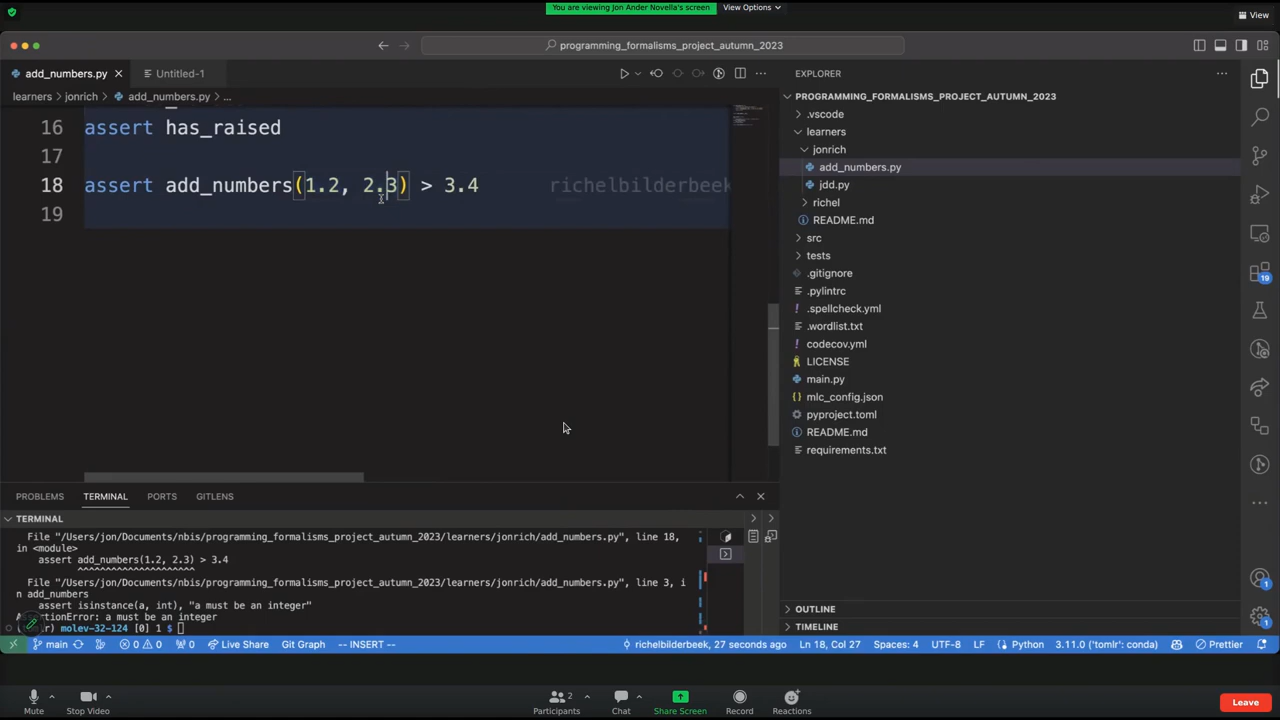 You are viewing Jon Ander Novella's screen
View Options
View
programming_formalisms_project_autumn_2023
add_numbers.py
Untitled-1
learners > jonrich > add_numbers.py > ...
16 assert has_raised
17
18 assert add_numbers(1.2, 2.3) > 3.4 richelbilderbeek
19
EXPLORER
PROGRAMMING_FORMALISMS_PROJECT_AUTUMN_2023
.vscode
learners
jonrich
add_numbers.py
jdd.py
richel
README.md
src
tests
.gitignore
.pylintrc
.spellcheck.yml
.wordlist.txt
codecov.yml
LICENSE
main.py
mlc_config.json
pyproject.toml
README.md
requirements.txt
OUTLINE
TIMELINE
19
1
1
PROBLEMS TERMINAL PORTS GITLENS
TERMINAL
File "/Users/jon/Documents/nbis/programming_formalisms_project_autumn_2023/learners/jonrich/add_numbers.py", line 18,
in <module>
assert add_numbers(1.2, 2.3) > 3.4
^^^^^^^^^^^^^^^^^^^^^
File "/Users/jon/Documents/nbis/programming_formalisms_project_autumn_2023/learners/jonrich/add_numbers.py", line 3, i
n add_numbers
assert isinstance(a, int), "a must be an integer"
AssertionError: a must be an integer
molev-32-124 [0] 1 $
main 0 0 0 Live Share Git Graph -- INSERT -- richelbilderbeek, 27 seconds ago Ln 18, Col 27 Spaces: 4 UTF-8 LF Python 3.11.0 ('tomlr': conda) Prettier
Mute
Stop Video
Participants 2
Chat
Share Screen
Record
Reactions
Leave